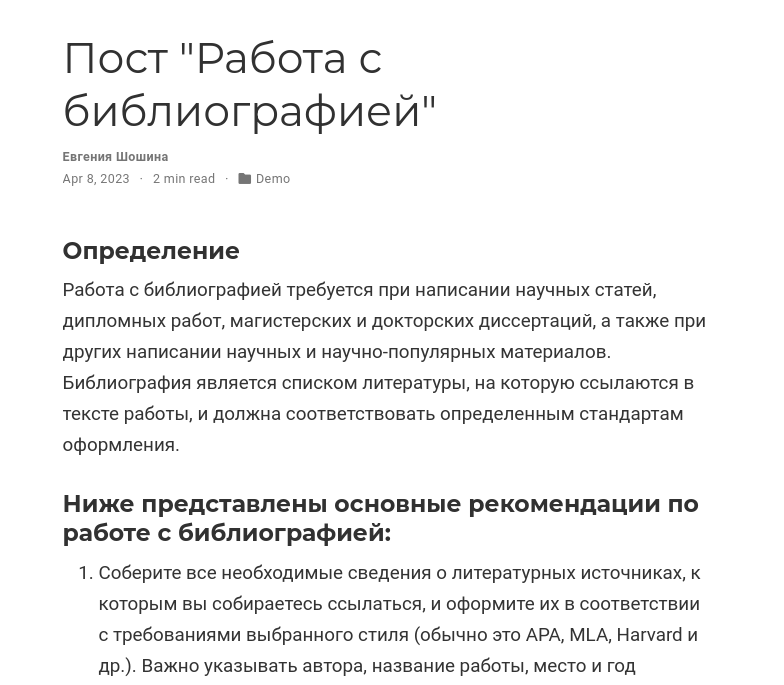 Пост "Работа с
библиографией"
Евгения Шошина
Apr 8, 2023 · 2 min read · Demo
Определение
Работа с библиографией требуется при написании научных статей,
дипломных работ, магистерских и докторских диссертаций, а также при
других написании научных и научно-популярных материалов.
Библиография является списком литературы, на которую ссылаются в
тексте работы, и должна соответствовать определенным стандартам
оформления.
Ниже представлены основные рекомендации по
работе с библиографией:
1. Соберите все необходимые сведения о литературных источниках, к
которым вы собираетесь ссылаться, и оформите их в соответствии
с требованиями выбранного стиля (обычно это APA, MLA, Harvard и
др.). Важно указывать автора, название работы, место и год